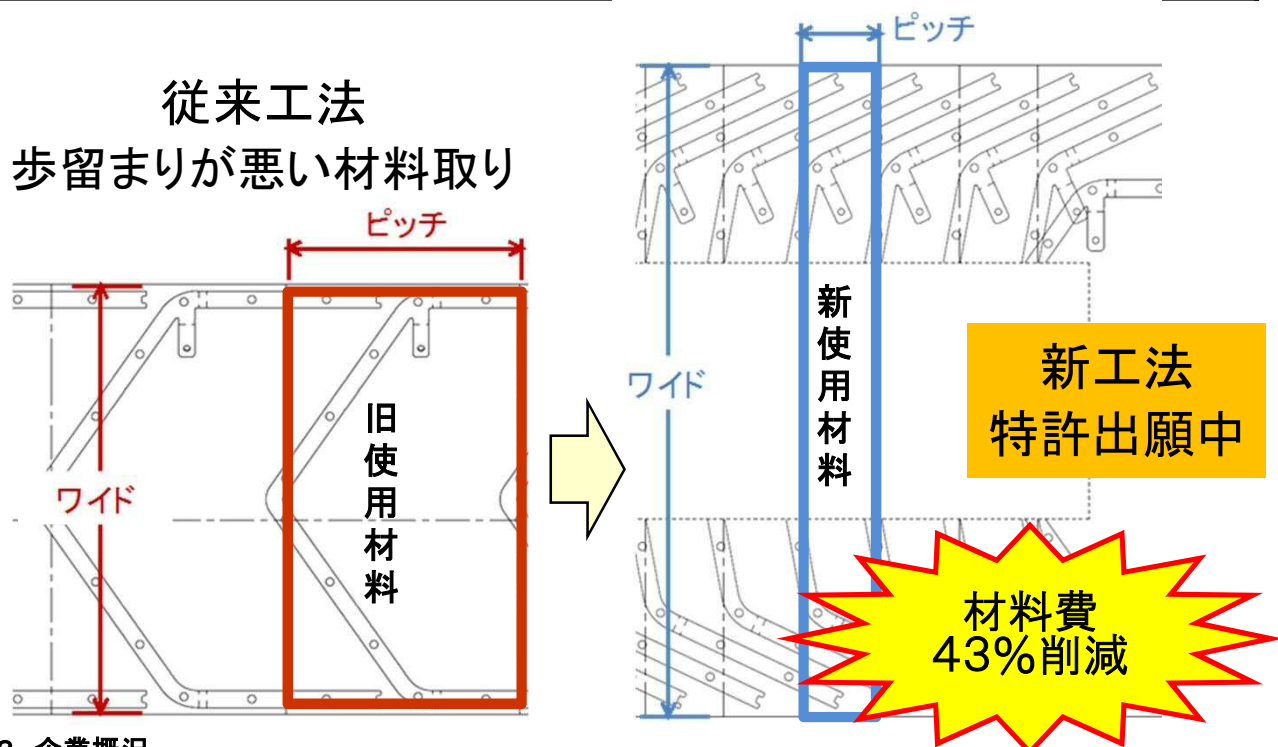 従来工法
歩留まりが悪い材料取り
ピッチ
ワイド
旧使用材料
ピッチ
ワイド
新使用材料
新工法
特許出願中
材料費
43%削減